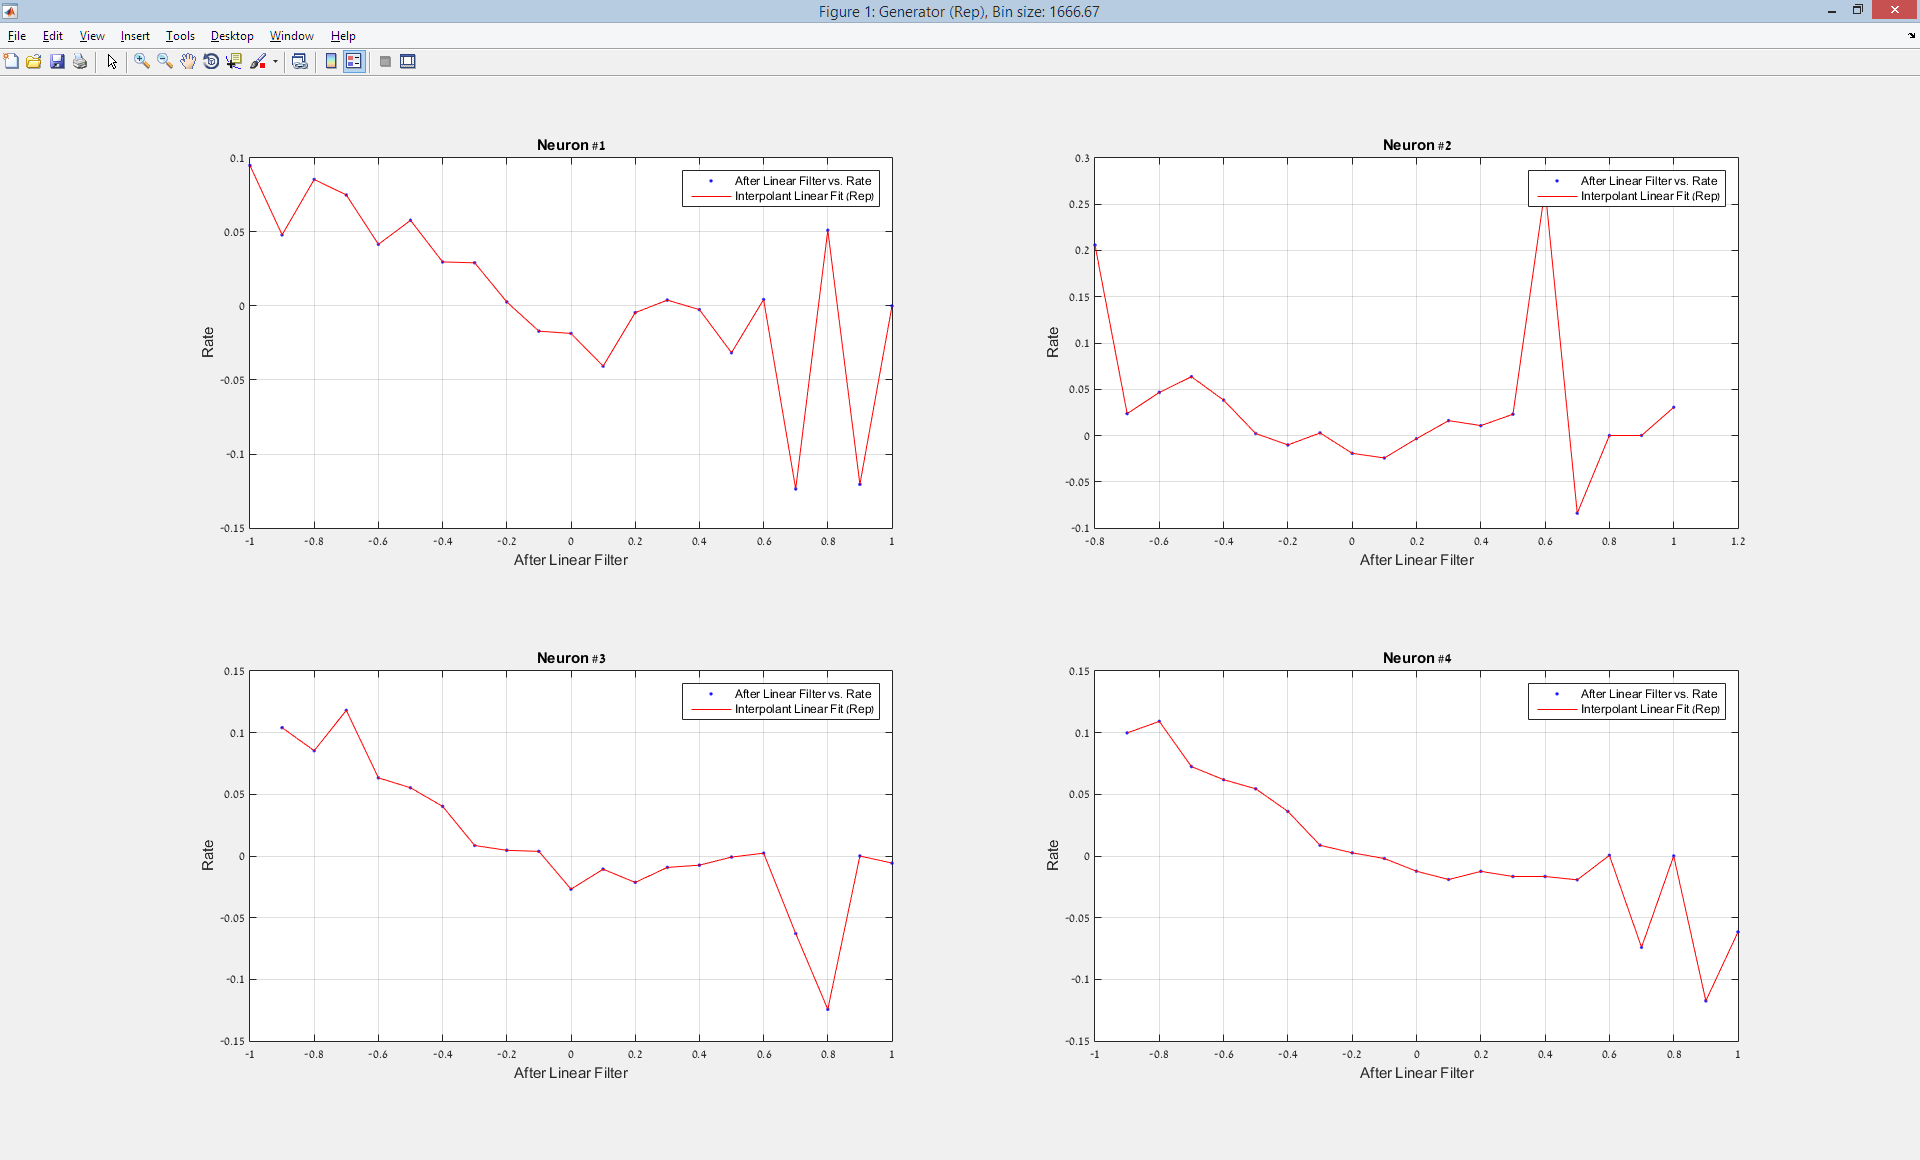 Figure 1: Generator (Rep), Bin size: 1666.67
File Edit View Insert Tools Desktop Window Help
Neuron #1
After Linear Filter vs. Rate
Interpolant Linear Fit (Rep)
0.1
0.05
0
-0.05
-0.1
-0.15
Rate
-1 -0.8 -0.6 -0.4 -0.2 0 0.2 0.4 0.6 0.8 1
After Linear Filter
Neuron #2
After Linear Filter vs. Rate
Interpolant Linear Fit (Rep)
0.3
0.25
0.2
0.15
0.1
0.05
0
-0.05
-0.1
Rate
-0.8 -0.6 -0.4 -0.2 0 0.2 0.4 0.6 0.8 1 1.2
After Linear Filter
Neuron #3
After Linear Filter vs. Rate
Interpolant Linear Fit (Rep)
0.15
0.1
0.05
0
-0.05
-0.1
-0.15
Rate
-1 -0.8 -0.6 -0.4 -0.2 0 0.2 0.4 0.6 0.8 1
After Linear Filter
Neuron #4
After Linear Filter vs. Rate
Interpolant Linear Fit (Rep)
0.15
0.1
0.05
0
-0.05
-0.1
-0.15
Rate
-1 -0.8 -0.6 -0.4 -0.2 0 0.2 0.4 0.6 0.8 1
After Linear Filter